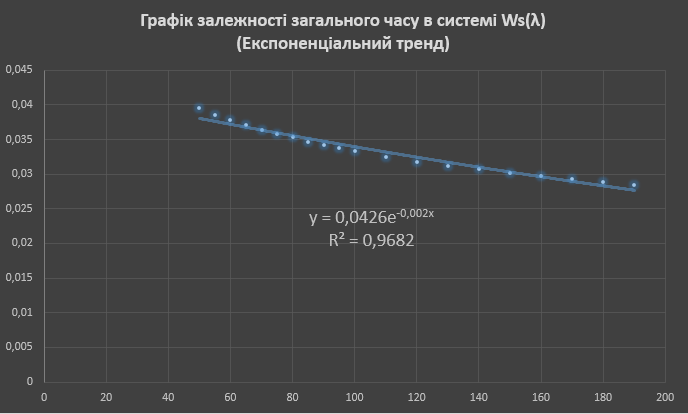 Графік залежності загального часу в системі Ws(λ)
(Експоненціальний тренд)
0,045
0,04
0,035
0,03
0,025
0,02
0,015
0,01
0,005
0
y = 0,0426e^-0,002x
R² = 0,9682
0 20 40 60 80 100 120 140 160 180 200